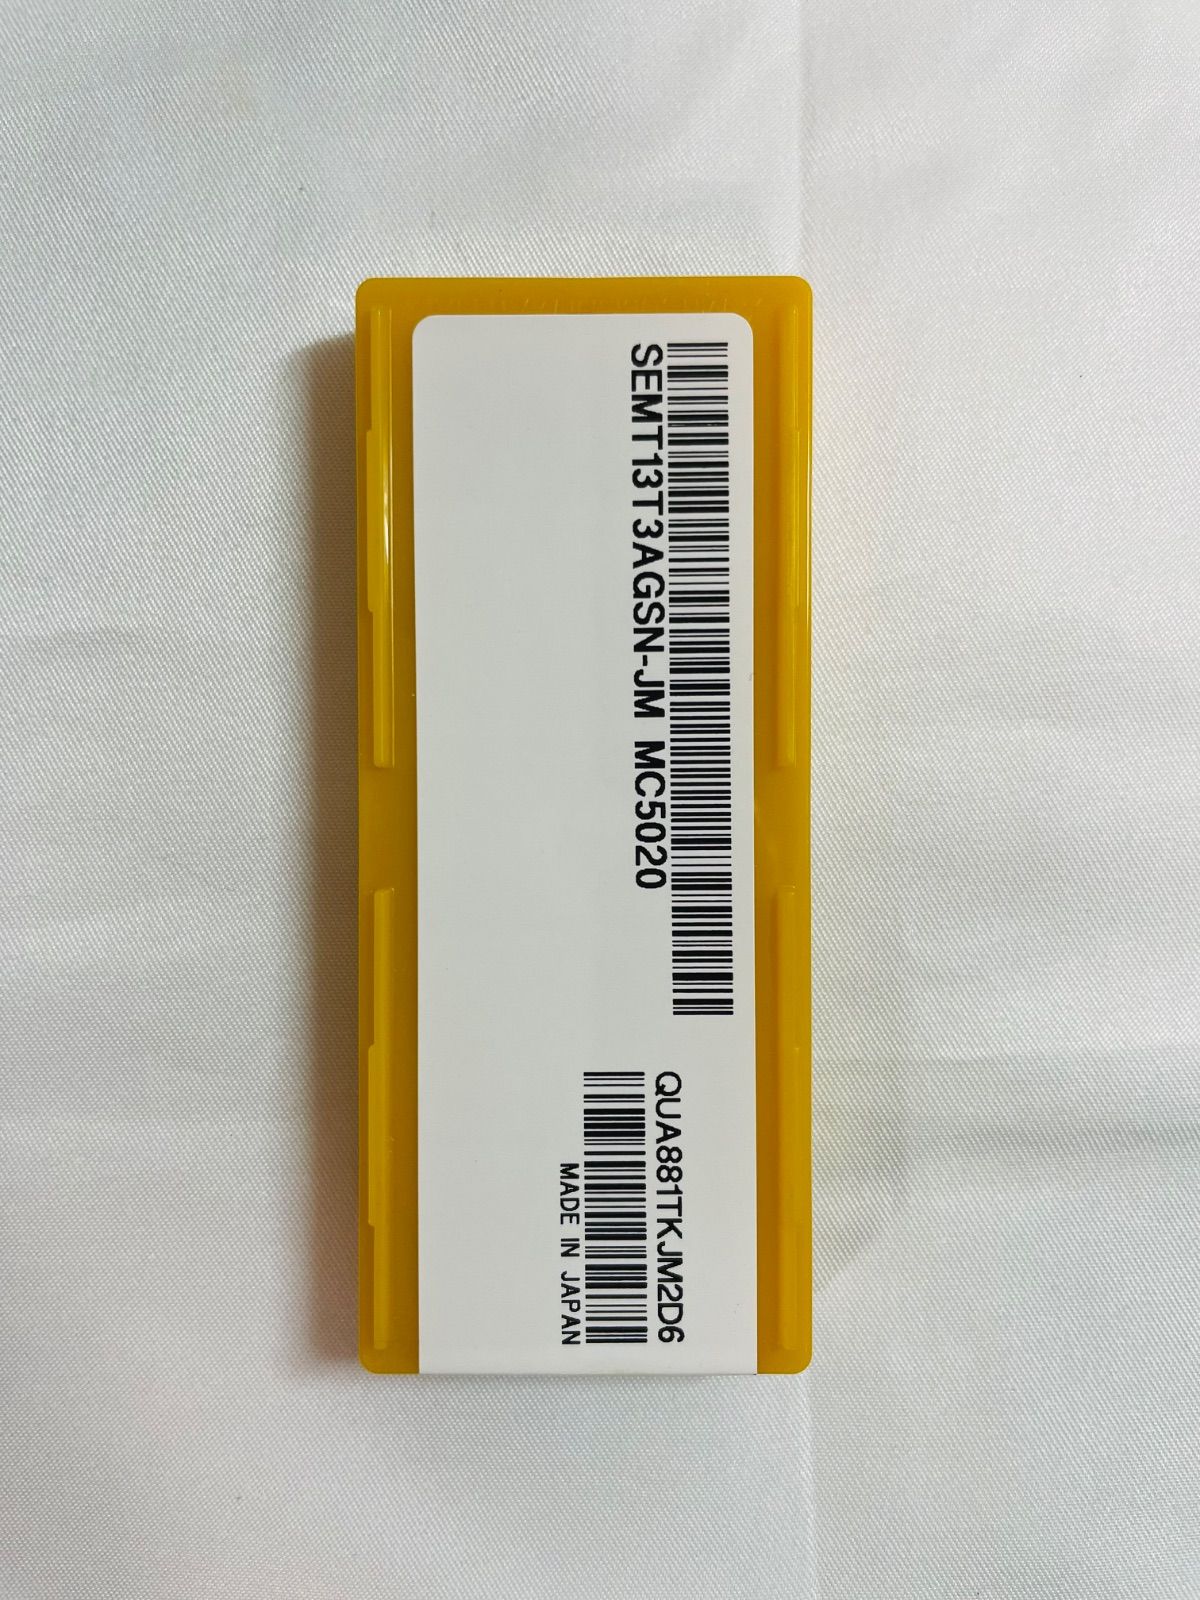 SEMT13T3AGSN-JM MC5020
QUA881TKJM2D6
MADE IN JAPAN